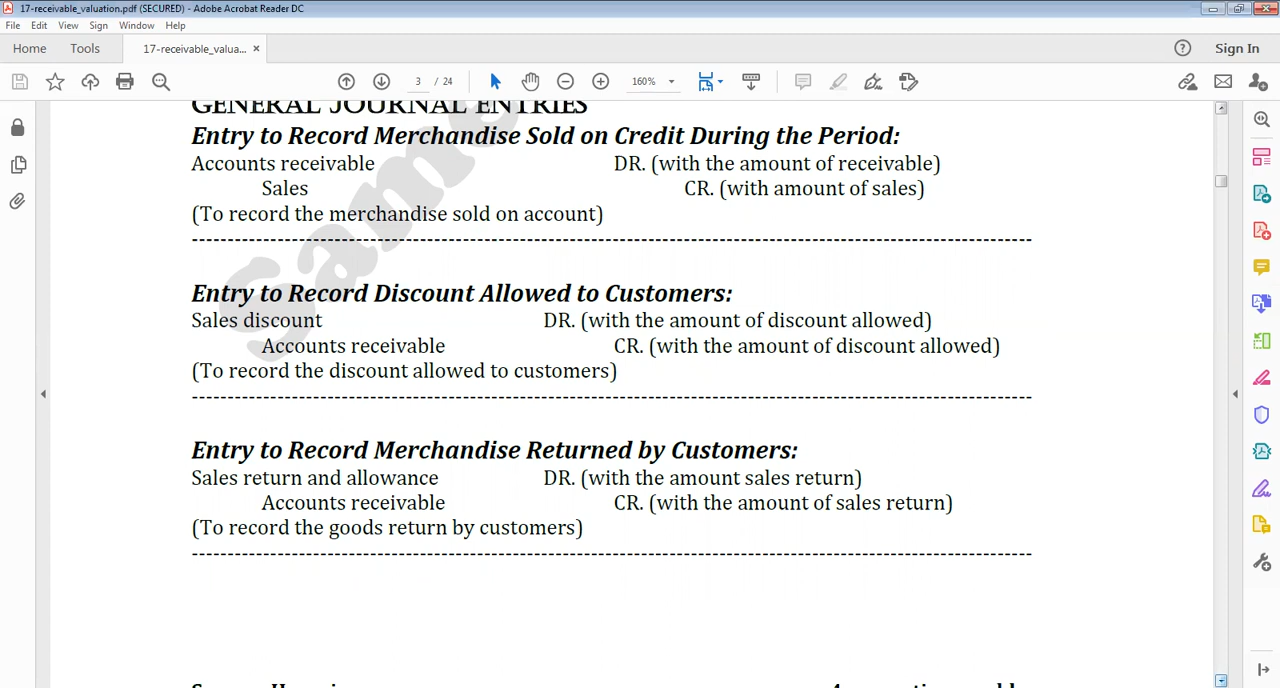 17-receivable_valuation.pdf (SECURED) - Adobe Acrobat Reader DC
File Edit View Sign Window Help
Home Tools 17-receivable_valua... × Sign In
3 / 24 160%
GENERAL JOURNAL ENTRIES
Entry to Record Merchandise Sold on Credit During the Period:
Accounts receivable DR. (with the amount of receivable)
Sales CR. (with amount of sales)
(To record the merchandise sold on account)
--------------------------------------------------------------------------------------------------------------------
Entry to Record Discount Allowed to Customers:
Sales discount DR. (with the amount of discount allowed)
Accounts receivable CR. (with the amount of discount allowed)
(To record the discount allowed to customers)
--------------------------------------------------------------------------------------------------------------------
Entry to Record Merchandise Returned by Customers:
Sales return and allowance DR. (with the amount sales return)
Accounts receivable CR. (with the amount of sales return)
(To record the goods return by customers)
--------------------------------------------------------------------------------------------------------------------